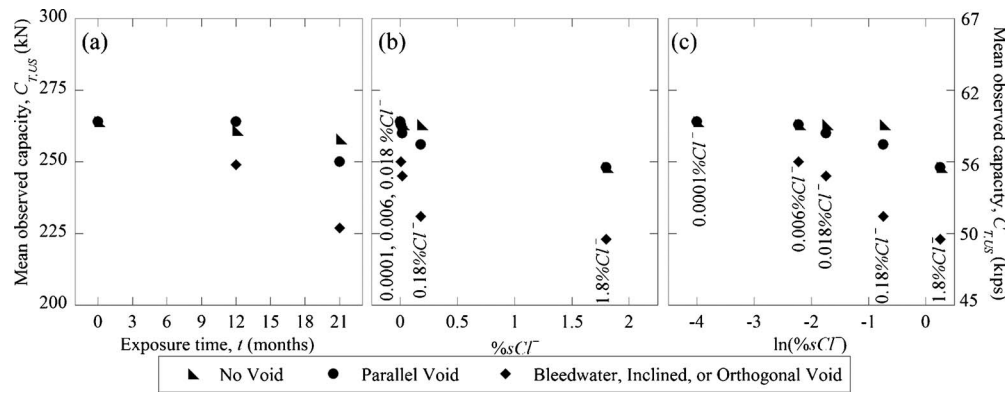 300
275
250
225
200
Mean observed capacity, C_{T,US} (kN)
(a)
0 3 6 9 12 15 18 21
Exposure time, t (months)
(b)
0.0001, 0.006, 0.018 %Cl⁻
0.18%Cl⁻
1.8%Cl⁻
0 0.5 1 1.5 2
%sCl⁻
(c)
0.0001%Cl⁻
0.006%Cl⁻
0.018%Cl⁻
0.18%Cl⁻
1.8%Cl⁻
-4 -3 -2 -1 0
ln(%sCl⁻)
67
62
56
50
45
Mean observed capacity, C_{T,US} (kips)
No Void Parallel Void Bleedwater, Inclined, or Orthogonal Void